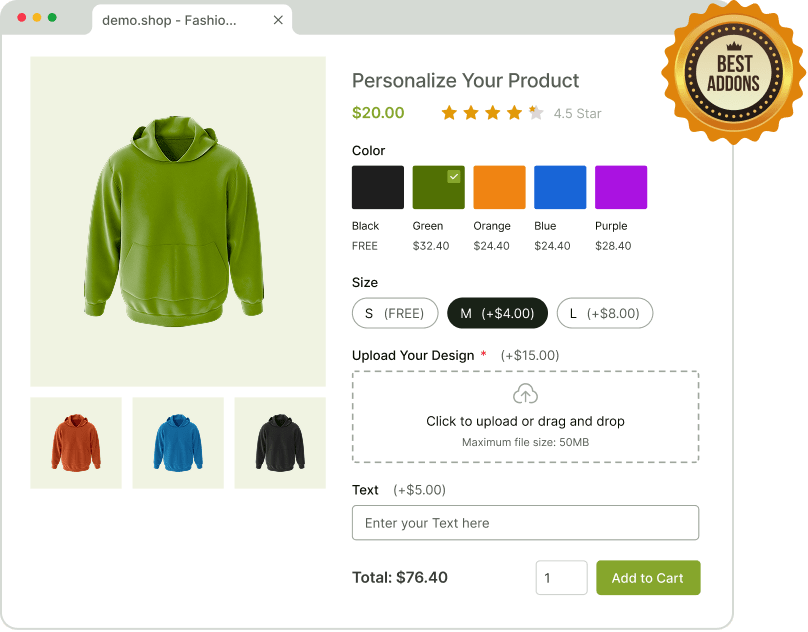 demo.shop - Fashio...
BEST
ADDONS
Personalize Your Product
$20.00
4.5 Star
Color
Black
Green
Orange
Blue
Purple
FREE
$32.40
$24.40
$24.40
$28.40
Size
S (FREE)
M (+$4.00)
L (+$8.00)
Upload Your Design * (+$15.00)
Click to upload or drag and drop
Maximum file size: 50MB
Text (+$5.00)
Enter your Text here
Total: $76.40
1
Add to Cart